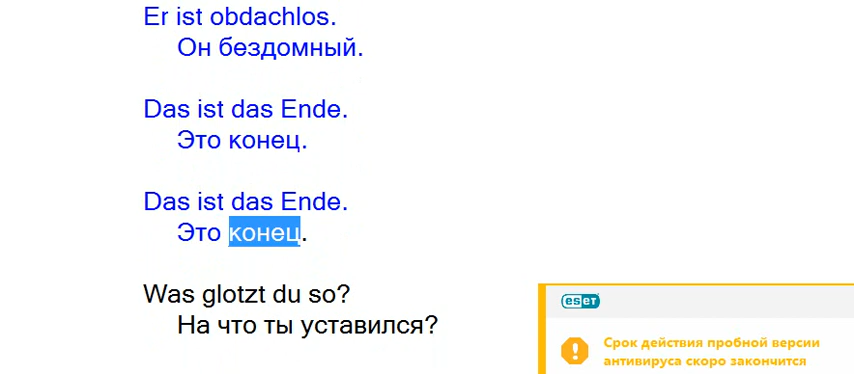 Er ist obdachlos.
Он бездомный.
Das ist das Ende.
Это конец.
Das ist das Ende.
Это конец.
Was glotzt du so?
На что ты уставился?
eset
Срок действия пробной версии
антивируса скоро закончится